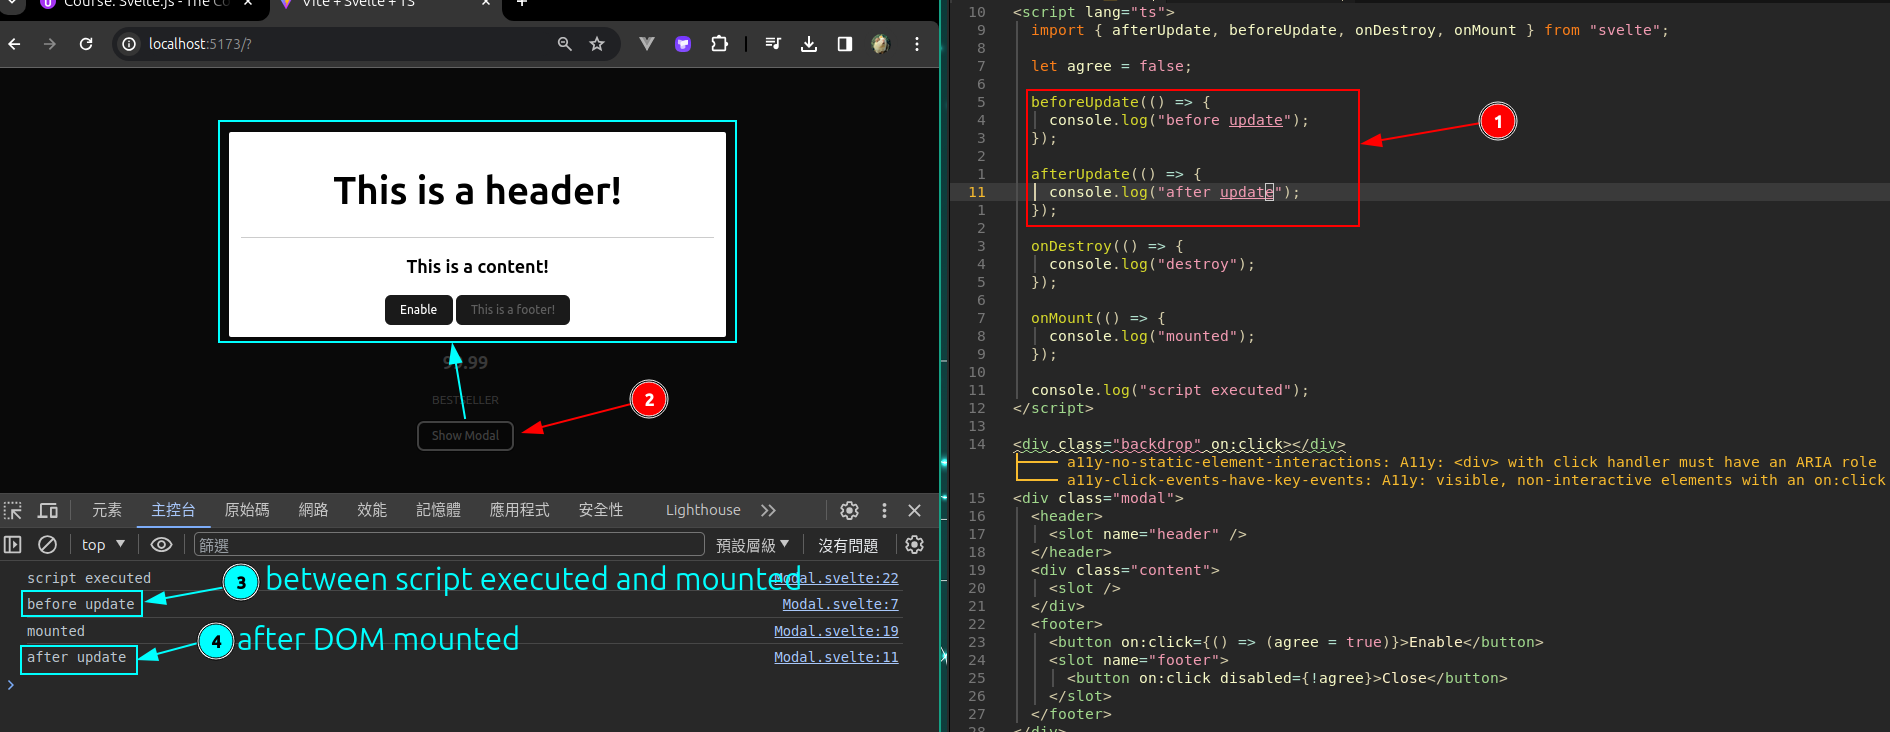 Course: Svelte.js - The Co
Vite + Svelte + TS
localhost:5173/?
This is a header!
This is a content!
Enable
This is a footer!
99.99
BESTSELLER
Show Modal
2
元素
主控台
原始碼
網路
效能
記憶體
應用程式
安全性
Lighthouse
top
篩選
預設層級
沒有問題
script executed
Modal.svelte:22
3 between script executed and mounted
before update
Modal.svelte:7
mounted
Modal.svelte:19
4 after DOM mounted
after update
Modal.svelte:11
10 <script lang="ts">
9 import { afterUpdate, beforeUpdate, onDestroy, onMount } from "svelte";
8
7 let agree = false;
6
5 beforeUpdate(() => {
4 console.log("before update");
3 });
2
1 afterUpdate(() => {
11 console.log("after update");
1 });
2
3 onDestroy(() => {
4 console.log("destroy");
5 });
6
7 onMount(() => {
8 console.log("mounted");
9 });
10
11 console.log("script executed");
12 </script>
13
14 <div class="backdrop" on:click></div>
a11y-no-static-element-interactions: A11y: <div> with click handler must have an ARIA role
a11y-click-events-have-key-events: A11y: visible, non-interactive elements with an on:click
15 <div class="modal">
16 <header>
17 <slot name="header" />
18 </header>
19 <div class="content">
20 <slot />
21 </div>
22 <footer>
23 <button on:click={() => (agree = true)}>Enable</button>
24 <slot name="footer">
25 <button on:click disabled={!agree}>Close</button>
26 </slot>
27 </footer>
28 </div>
1